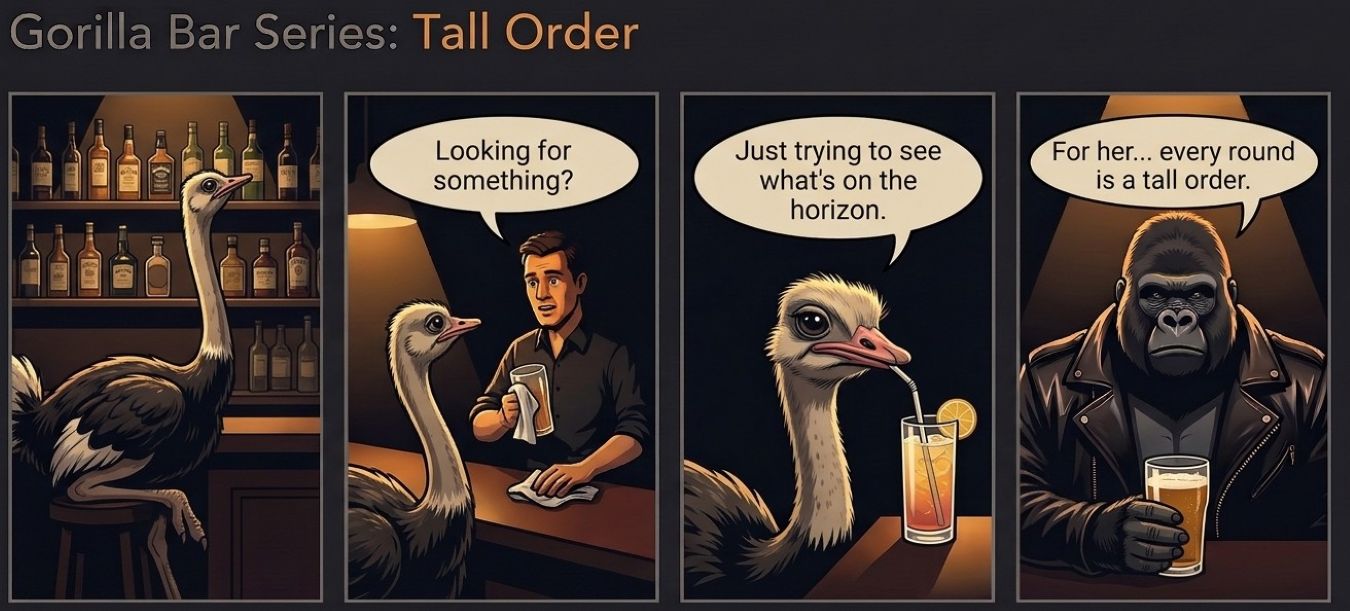 Gorilla Bar Series: Tall Order
Looking for
something?
Just trying to see
what's on the
horizon.
For her... every round
is a tall order.